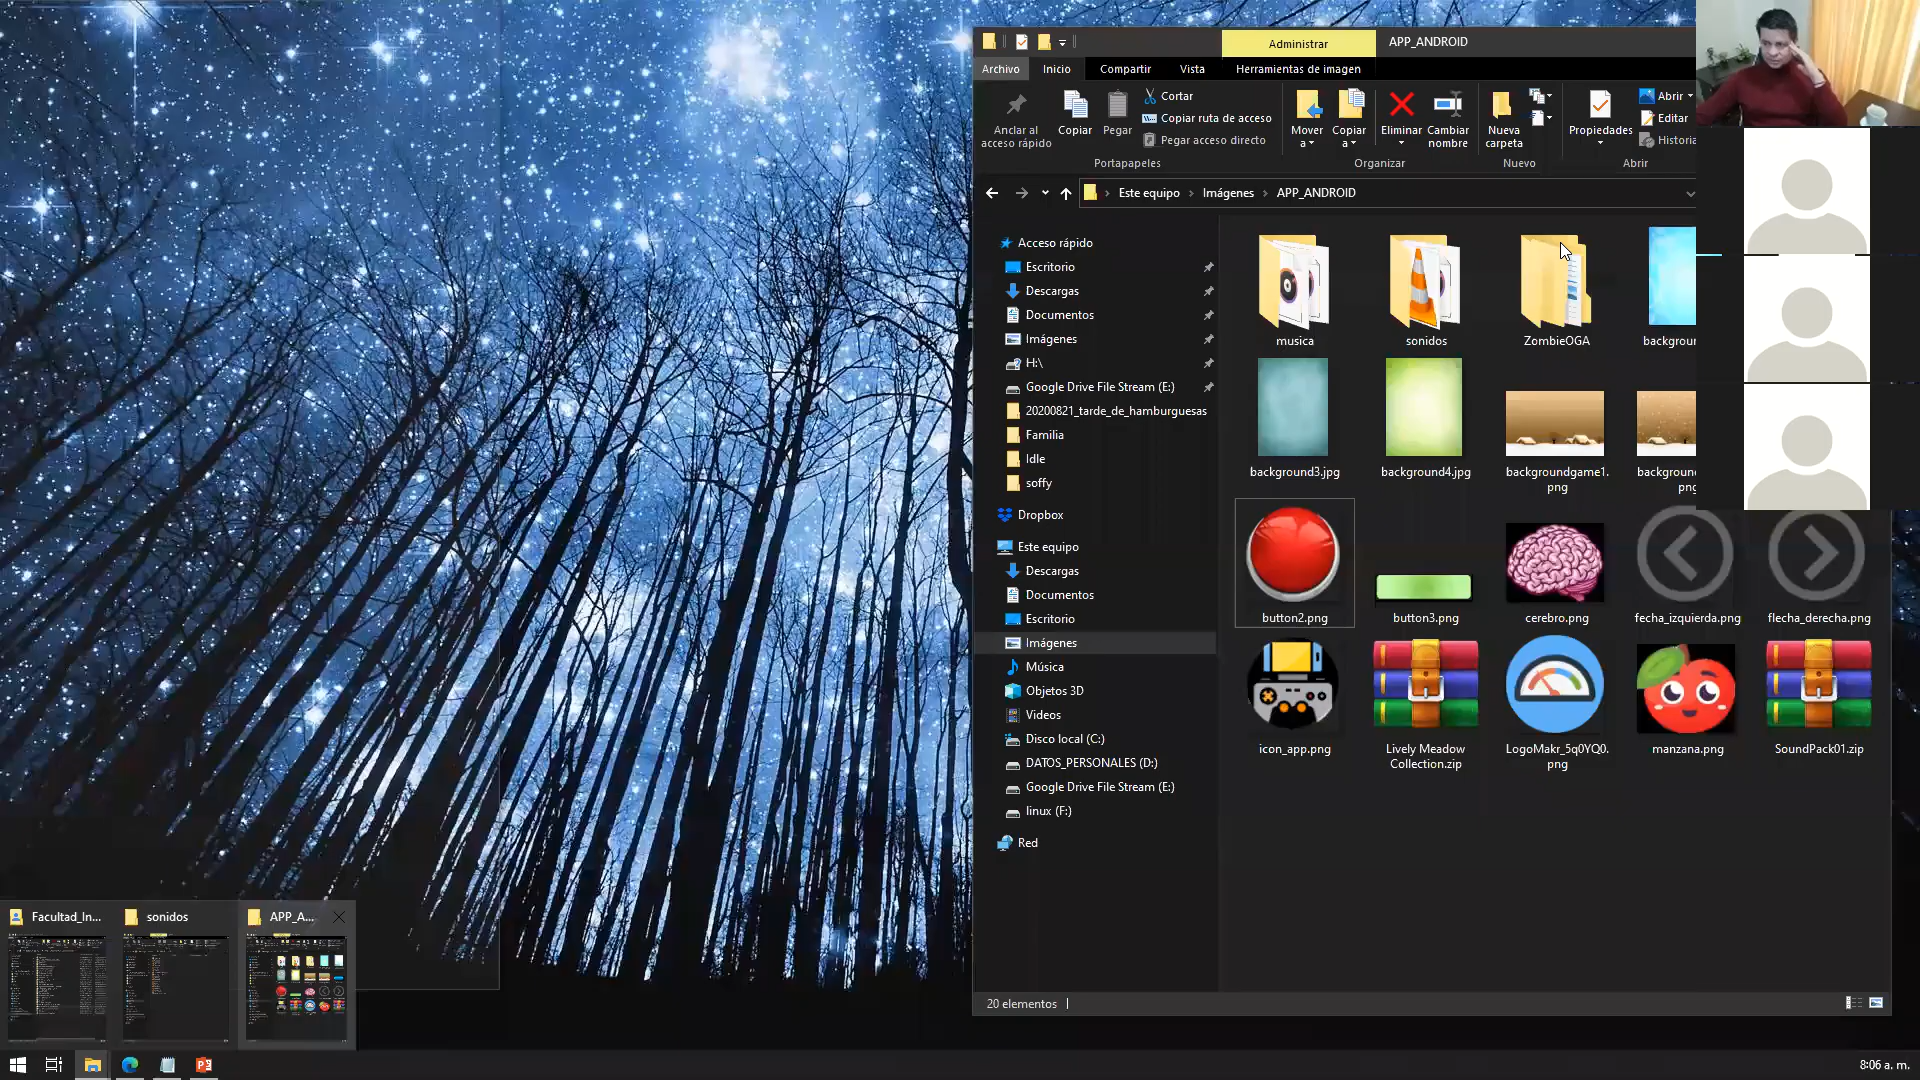 Administrar
APP_ANDROID
Archivo
Inicio
Compartir
Vista
Herramientas de imagen
Anclar al
acceso rápido
Copiar
Pegar
Cortar
Copiar ruta de acceso
Pegar acceso directo
Portapapeles
Mover
a
Copiar
a
Eliminar
Cambiar
nombre
Organizar
Nueva
carpeta
Nuevo
Propiedades
Abrir
Editar
Historia
Abrir
Este equipo
Imágenes
APP_ANDROID
Acceso rápido
Escritorio
Descargas
Documentos
Imágenes
H:\
Google Drive File Stream (E:)
20200821_tarde_de_hamburguesas
Familia
Idle
soffy
Dropbox
Este equipo
Descargas
Documentos
Escritorio
Imágenes
Música
Objetos 3D
Videos
Disco local (C:)
DATOS_PERSONALES (D:)
Google Drive File Stream (E:)
linux (F:)
Red
musica
sonidos
ZombieOGA
backgroun
background3.jpg
background4.jpg
backgroundgame1.
png
background
png
button2.png
button3.png
cerebro.png
fecha_izquierda.png
flecha_derecha.png
icon_app.png
Lively Meadow
Collection.zip
LogoMakr_5q0YQ0.
png
manzana.png
SoundPack01.zip
20 elementos
Facultad_In...
sonidos
APP_A...
8:06 a. m.